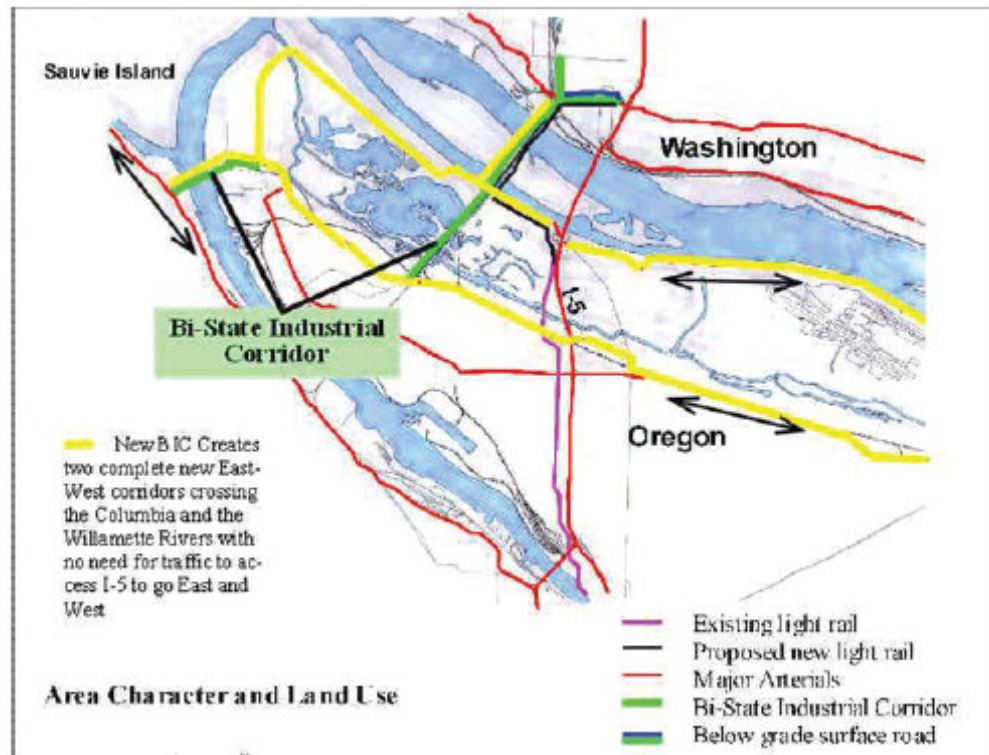 Sauvie Island
Washington
I-5
Bi-State Industrial
Corridor
Oregon
New BIC Creates
two complete new East-
West corridors crossing
the Columbia and the
Willamette Rivers with
no need for traffic to ac-
cess I-5 to go East and
West
Existing light rail
Proposed new light rail
Major Arterials
Bi-State Industrial Corridor
Below grade surface road
Area Character and Land Use